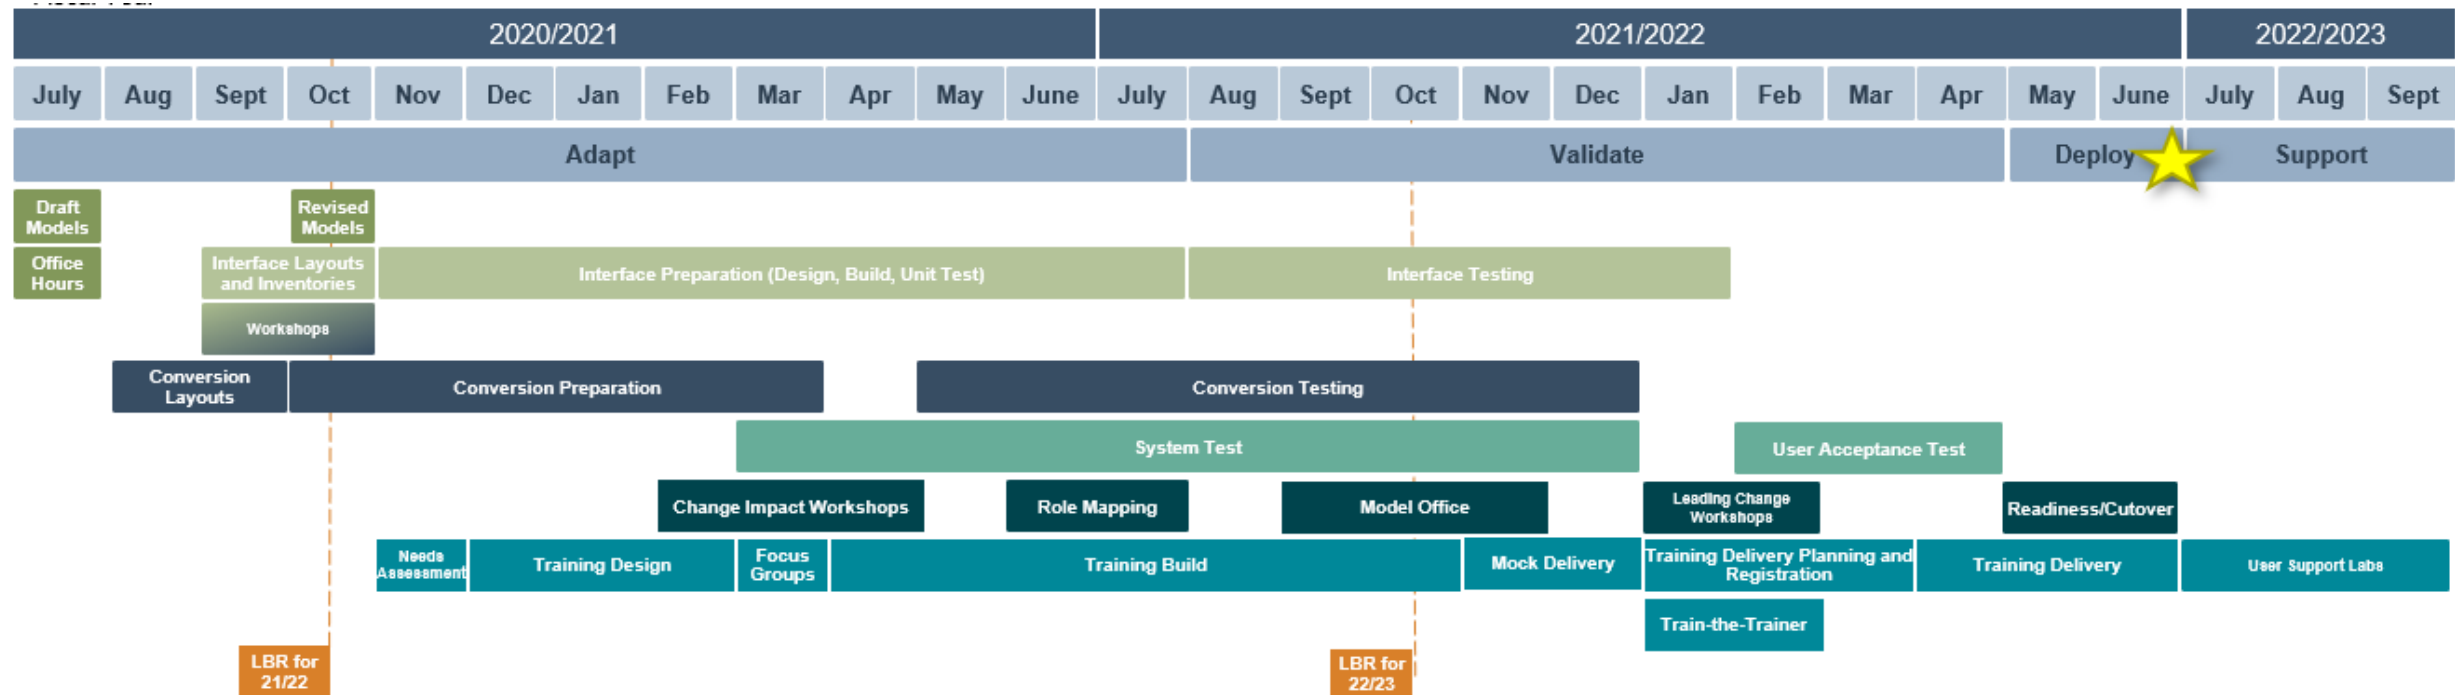 2020/2021 2021/2022 2022/2023
July Aug Sept Oct Nov Dec Jan Feb Mar Apr May June July Aug Sept Oct Nov Dec Jan Feb Mar Apr May June July Aug Sept
Adapt Validate Deploy Support
Draft
Models
Revised
Models
Office
Hours
Interface Layouts
and Inventories
Interface Preparation (Design, Build, Unit Test)
Interface Testing
Workshops
Conversion
Layouts
Conversion Preparation
Conversion Testing
System Test
User Acceptance Test
Change Impact Workshops
Role Mapping
Model Office
Leading Change
Workshops
Readiness/Cutover
Needs
Assessment
Training Design
Focus
Groups
Training Build
Mock Delivery
Training Delivery Planning and
Registration
Training Delivery
User Support Labs
Train-the-Trainer
LBR for
21/22
LBR for
22/23